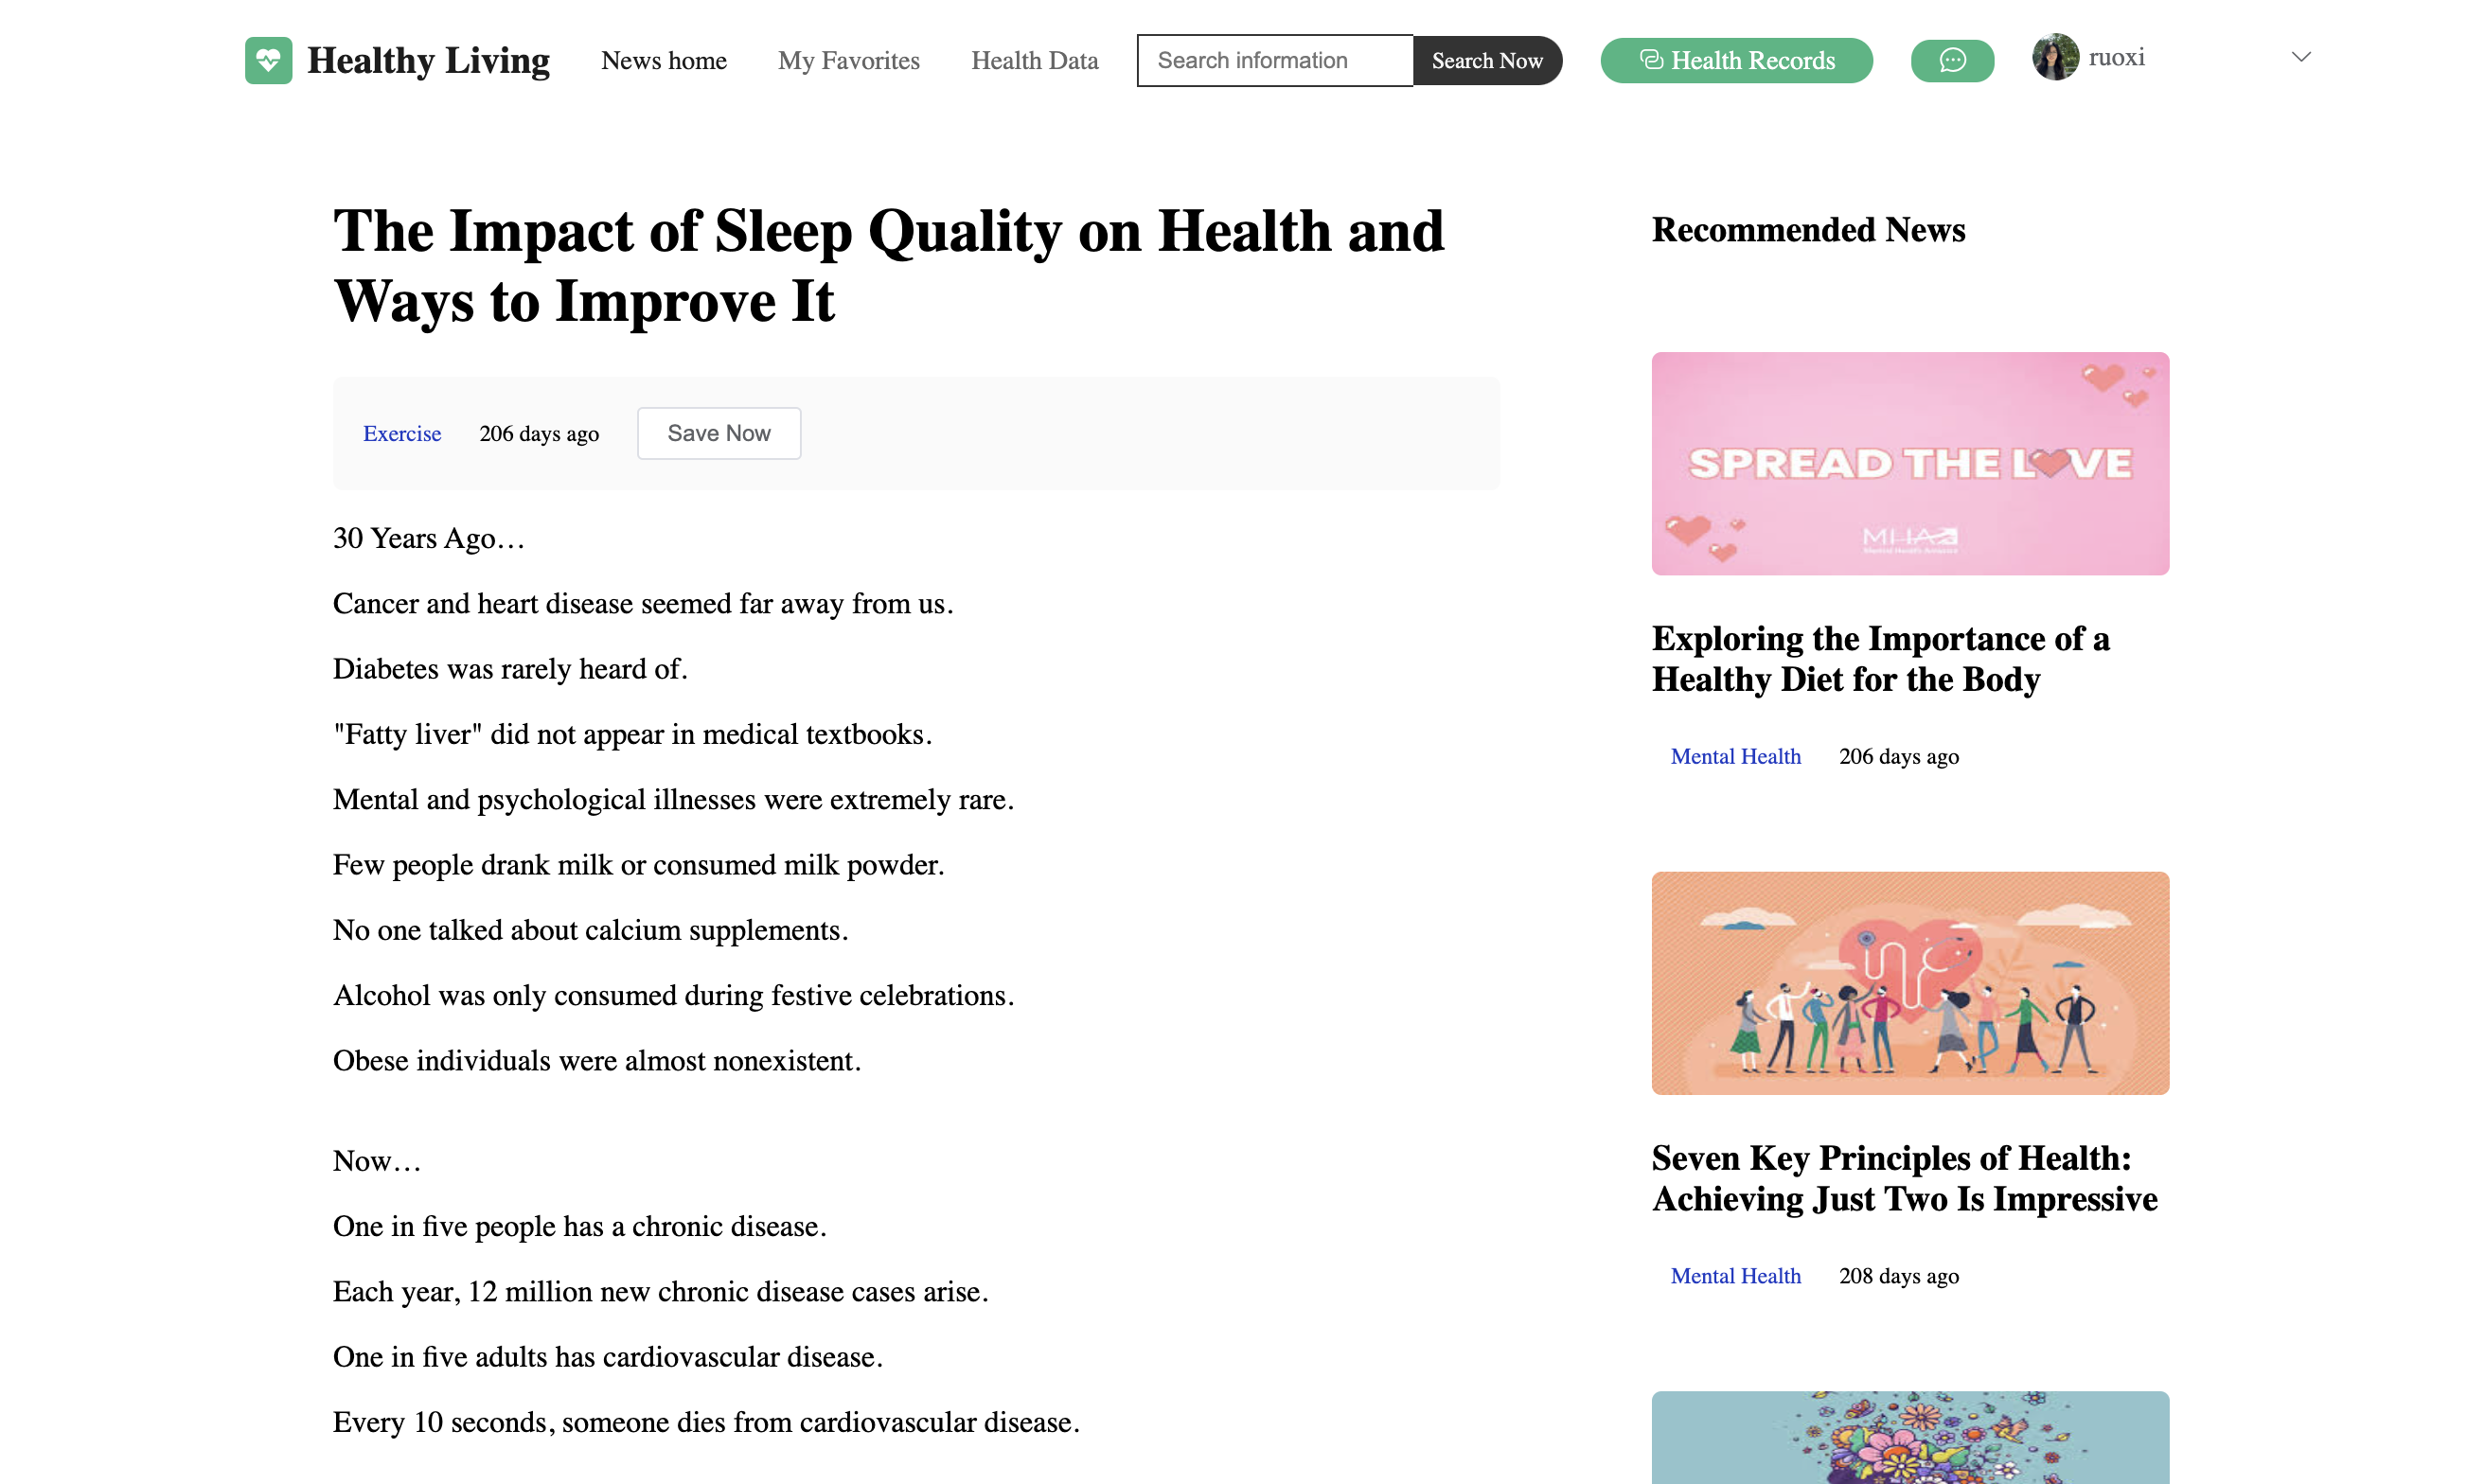 Healthy Living
News home
My Favorites
Health Data
Search information
Search Now
Health Records
ruoxi
The Impact of Sleep Quality on Health and
Ways to Improve It
Exercise
206 days ago
Save Now
30 Years Ago…
Cancer and heart disease seemed far away from us.
Diabetes was rarely heard of.
"Fatty liver" did not appear in medical textbooks.
Mental and psychological illnesses were extremely rare.
Few people drank milk or consumed milk powder.
No one talked about calcium supplements.
Alcohol was only consumed during festive celebrations.
Obese individuals were almost nonexistent.
Now…
One in five people has a chronic disease.
Each year, 12 million new chronic disease cases arise.
One in five adults has cardiovascular disease.
Every 10 seconds, someone dies from cardiovascular disease.
Recommended News
SPREAD THE LOVE
MHA
Exploring the Importance of a
Healthy Diet for the Body
Mental Health
206 days ago
Seven Key Principles of Health:
Achieving Just Two Is Impressive
Mental Health
208 days ago